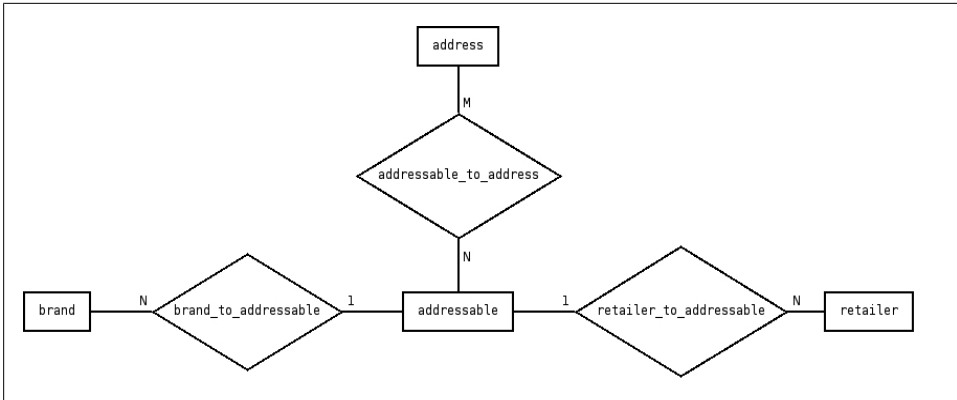 address
M
addressable_to_address
N
brand
N
brand_to_addressable
1
addressable
1
retailer_to_addressable
N
retailer